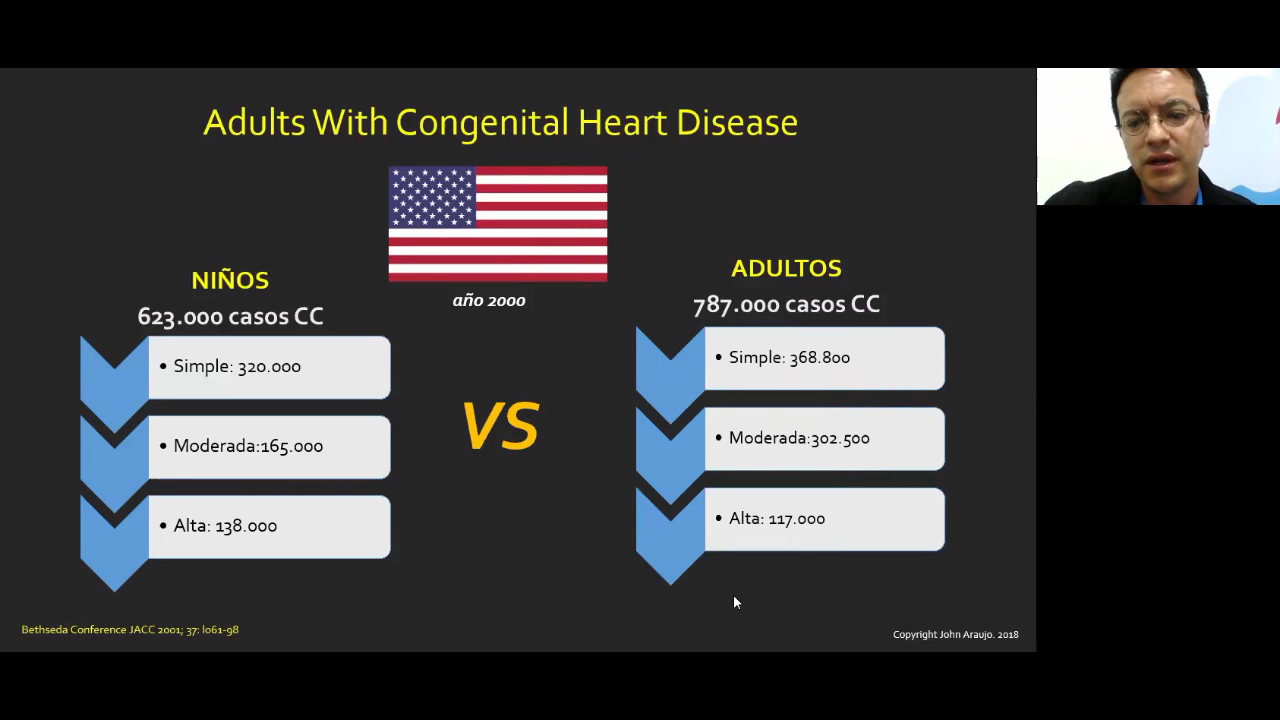 Adults With Congenital Heart Disease
año 2000
NIÑOS
623.000 casos CC
• Simple: 320.000
• Moderada:165.000
• Alta: 138.000
VS
ADULTOS
787.000 casos CC
• Simple: 368.800
• Moderada:302.500
• Alta: 117.000
Bethseda Conference JACC 2001; 37: l061-98
Copyright John Araujo. 2018